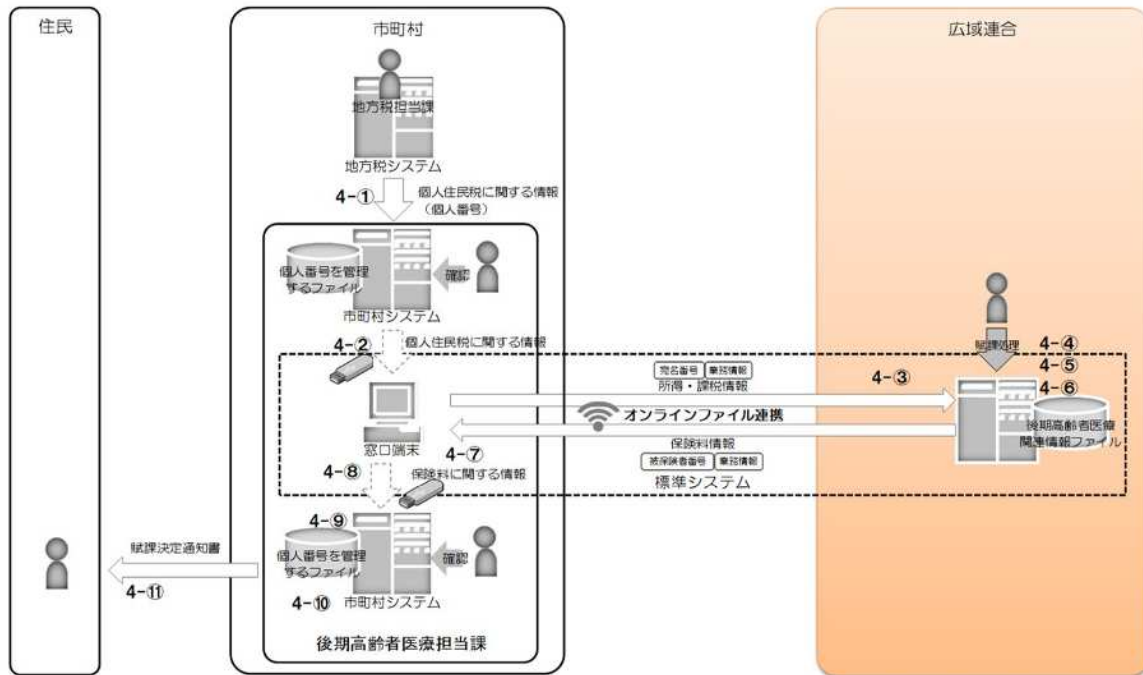 住民
市町村
広域連合
地方税担当課
地方税システム
4-①
個人住民税に関する情報
（個人番号）
個人番号を管理
するファイル
確認
市町村システム
4-②
個人住民税に関する情報
賦課処理
4-④
4-⑤
4-⑥
宛名番号
業務情報
所得・課税情報
4-③
オンラインファイル連携
後期高齢者医療
関連情報ファイル
窓口端末
4-⑦
保険料情報
被保険者番号
業務情報
標準システム
4-⑧
保険料に関する情報
4-⑨
個人番号を管理
するファイル
確認
4-⑩
市町村システム
賦課決定通知書
4-⑪
後期高齢者医療担当課